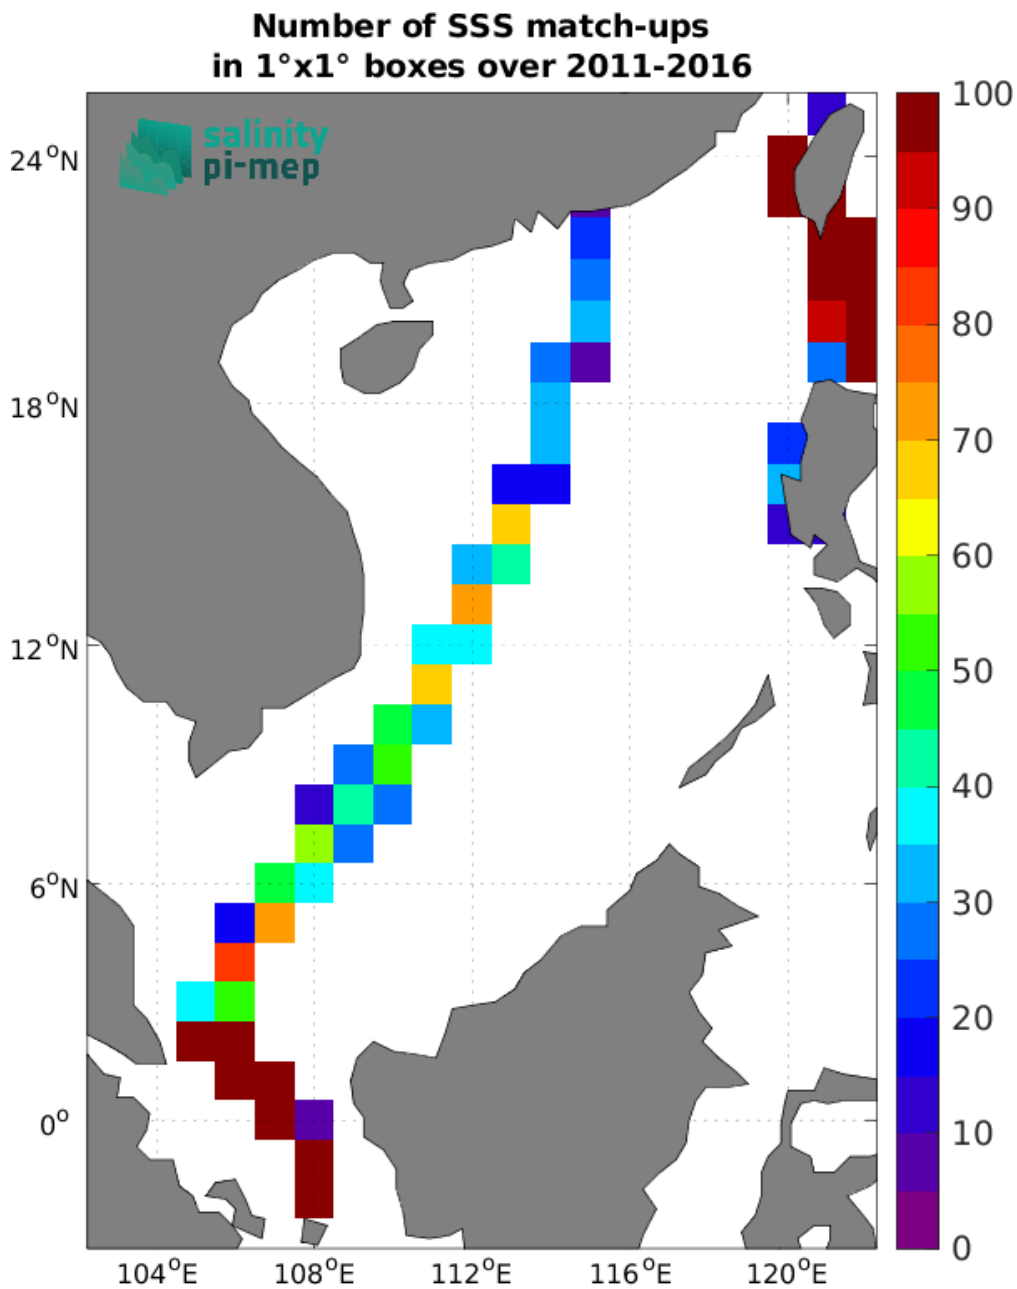 Number of SSS match-ups
in 1°x1° boxes over 2011-2016
salinity
pi-mep
24°N
18°N
12°N
6°N
0°
104°E
108°E
112°E
116°E
120°E
100
90
80
70
60
50
40
30
20
10
0